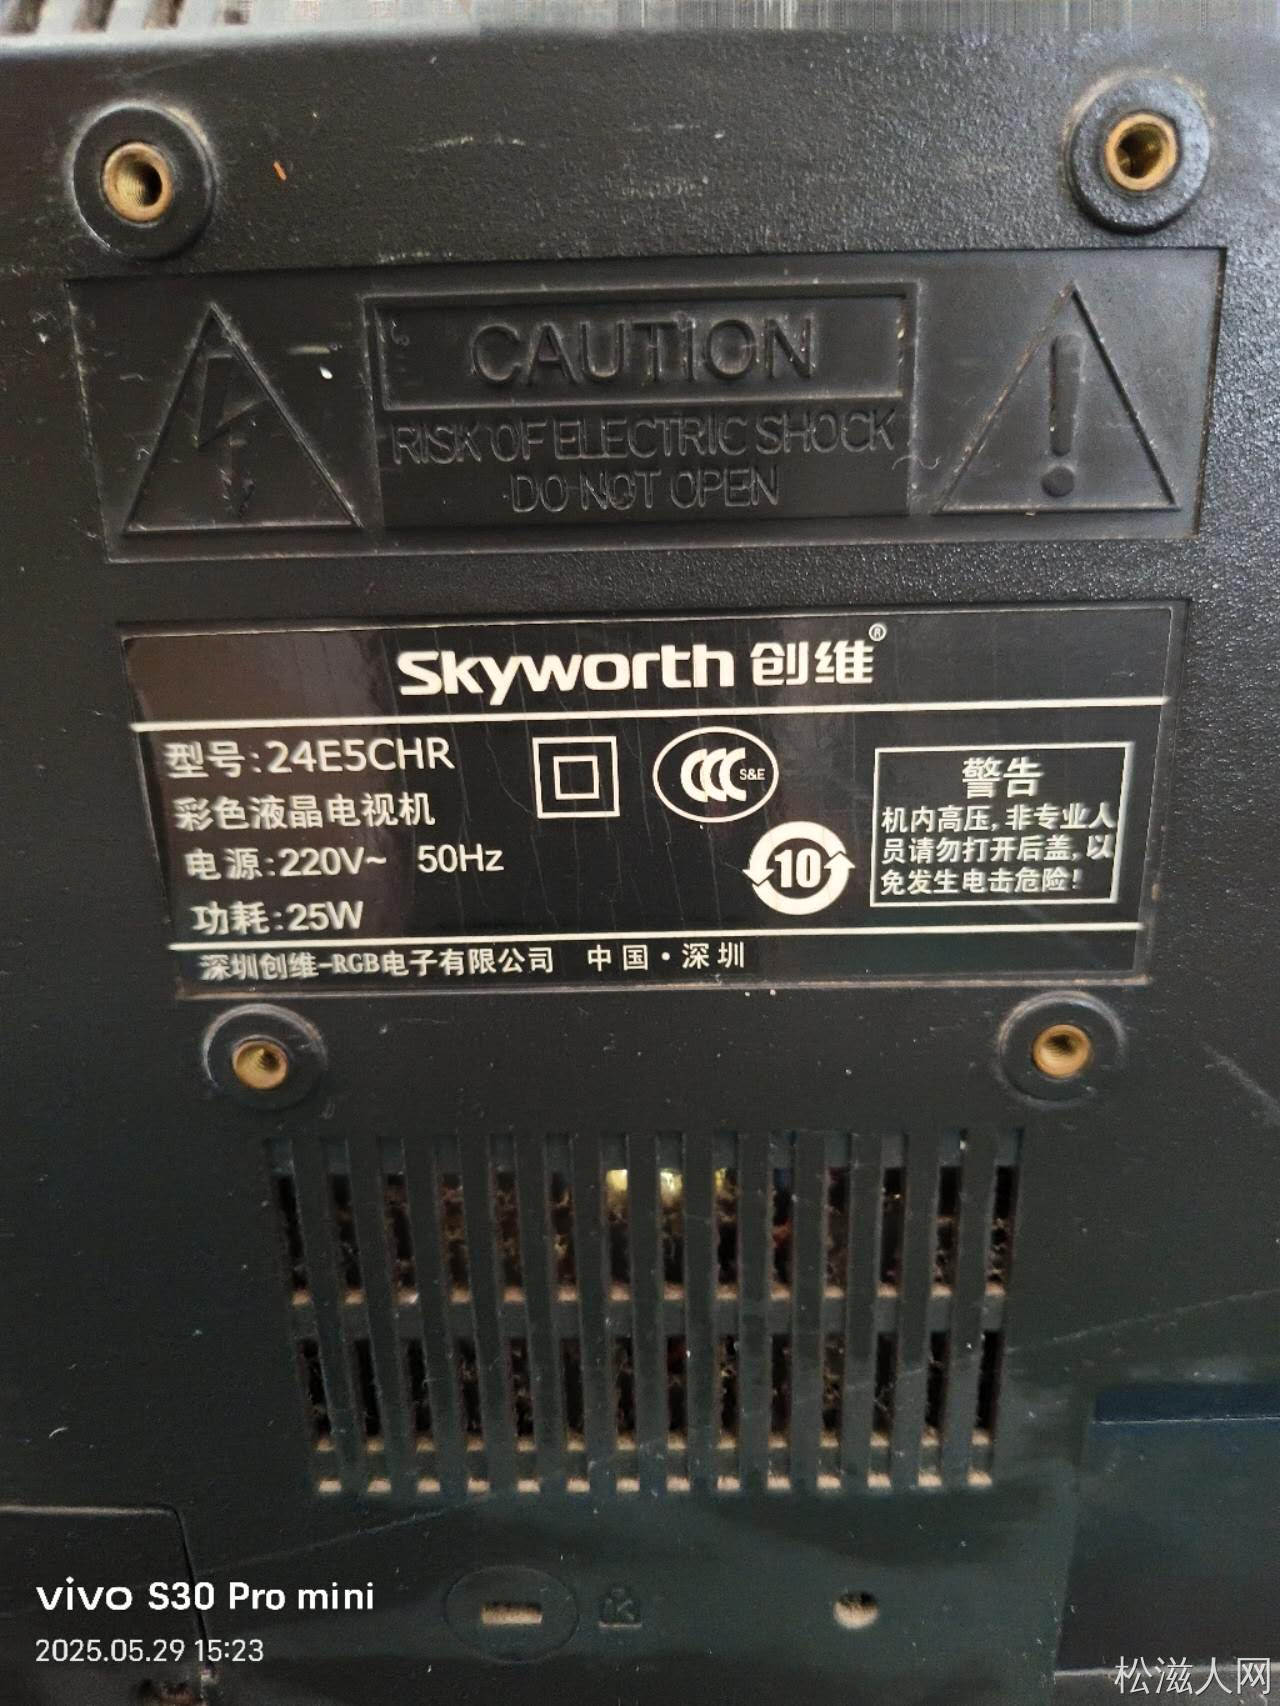 CAUTION
RISK OF ELECTRIC SHOCK
DO NOT OPEN
Skyworth 创维®
型号:24E5CHR
彩色液晶电视机
电源:220V~ 50Hz
功耗:25W
CCC S&E
10
警告
机内高压,非专业人
员请勿打开后盖,以
免发生电击危险!
深圳创维-RGB电子有限公司 中国·深圳
vivo S30 Pro mini
2025.05.29 15:23
松滋人网